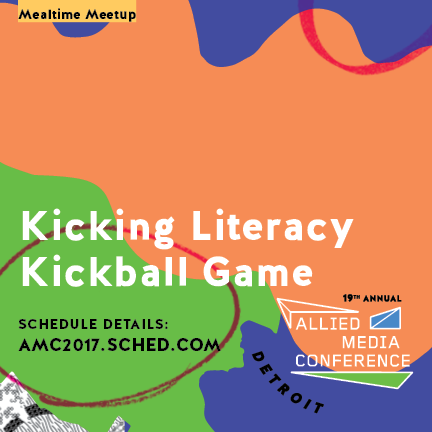 Mealtime Meetup
Kicking Literacy
Kickball Game
SCHEDULE DETAILS:
AMC2017.SCHED.COM
19TH ANNUAL
ALLIED
MEDIA
CONFERENCE
DETROIT